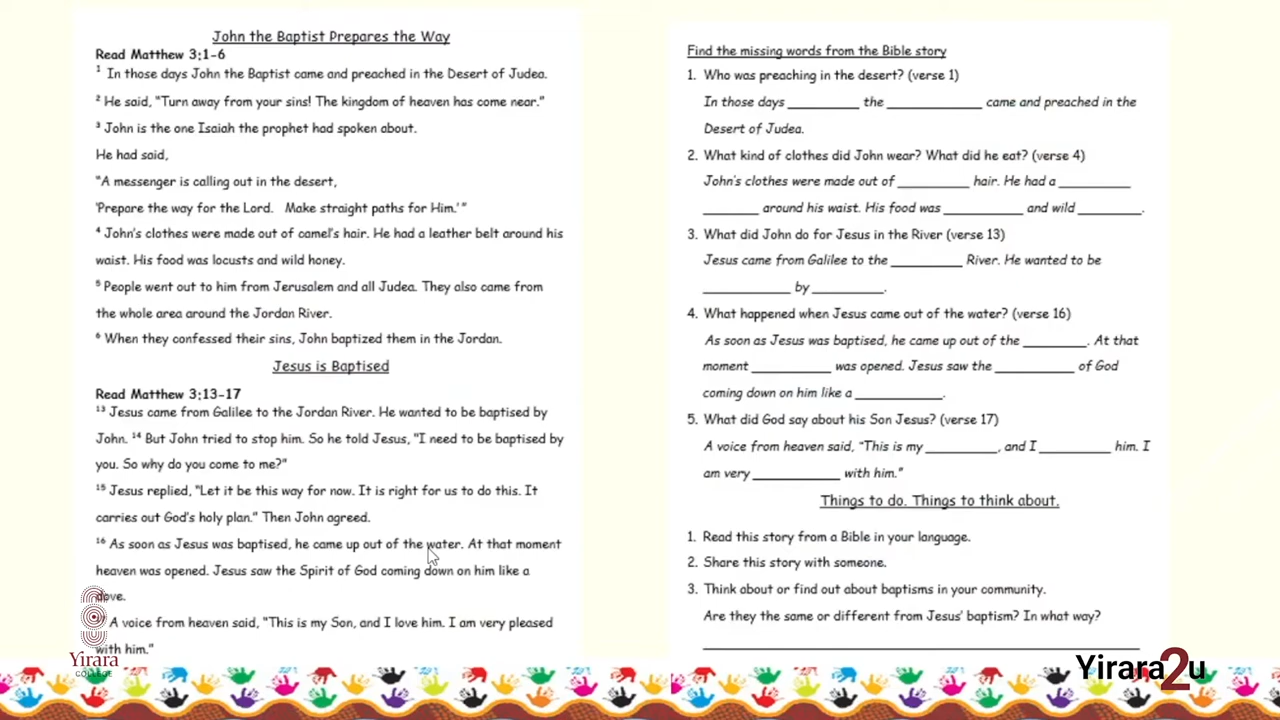 John the Baptist Prepares the Way
Read Matthew 3:1-6
1 In those days John the Baptist came and preached in the Desert of Judea.
2 He said, "Turn away from your sins! The kingdom of heaven has come near."
3 John is the one Isaiah the prophet had spoken about.
He had said,
"A messenger is calling out in the desert,
'Prepare the way for the Lord. Make straight paths for Him.'"
4 John's clothes were made out of camel's hair. He had a leather belt around his
waist. His food was locusts and wild honey.
5 People went out to him from Jerusalem and all Judea. They also came from
the whole area around the Jordan River.
6 When they confessed their sins, John baptized them in the Jordan.
Jesus is Baptised
Read Matthew 3:13-17
13 Jesus came from Galilee to the Jordan River. He wanted to be baptised by
John. 14 But John tried to stop him. So he told Jesus, "I need to be baptised by
you. So why do you come to me?"
15 Jesus replied, "Let it be this way for now. It is right for us to do this. It
carries out God's holy plan." Then John agreed.
16 As soon as Jesus was baptised, he came up out of the water. At that moment
heaven was opened. Jesus saw the Spirit of God coming down on him like a
dove.
A voice from heaven said, "This is my Son, and I love him. I am very pleased
with him."
Yirara
COLLEGE
Find the missing words from the Bible story
1. Who was preaching in the desert? (verse 1)
In those days _________ the ____________ came and preached in the
Desert of Judea.
2. What kind of clothes did John wear? What did he eat? (verse 4)
John's clothes were made out of _________ hair. He had a _________
_______ around his waist. His food was __________ and wild ________.
3. What did John do for Jesus in the River (verse 13)
Jesus came from Galilee to the _________ River. He wanted to be
___________ by _________.
4. What happened when Jesus came out of the water? (verse 16)
As soon as Jesus was baptised, he came up out of the ________. At that
moment __________ was opened. Jesus saw the __________ of God
coming down on him like a ___________.
5. What did God say about his Son Jesus? (verse 17)
A voice from heaven said, "This is my _________, and I _________ him. I
am very ___________ with him."
Things to do. Things to think about.
1. Read this story from a Bible in your language.
2. Share this story with someone.
3. Think about or find out about baptisms in your community.
Are they the same or different from Jesus' baptism? In what way?
_______________________________________________________
Yirara2u